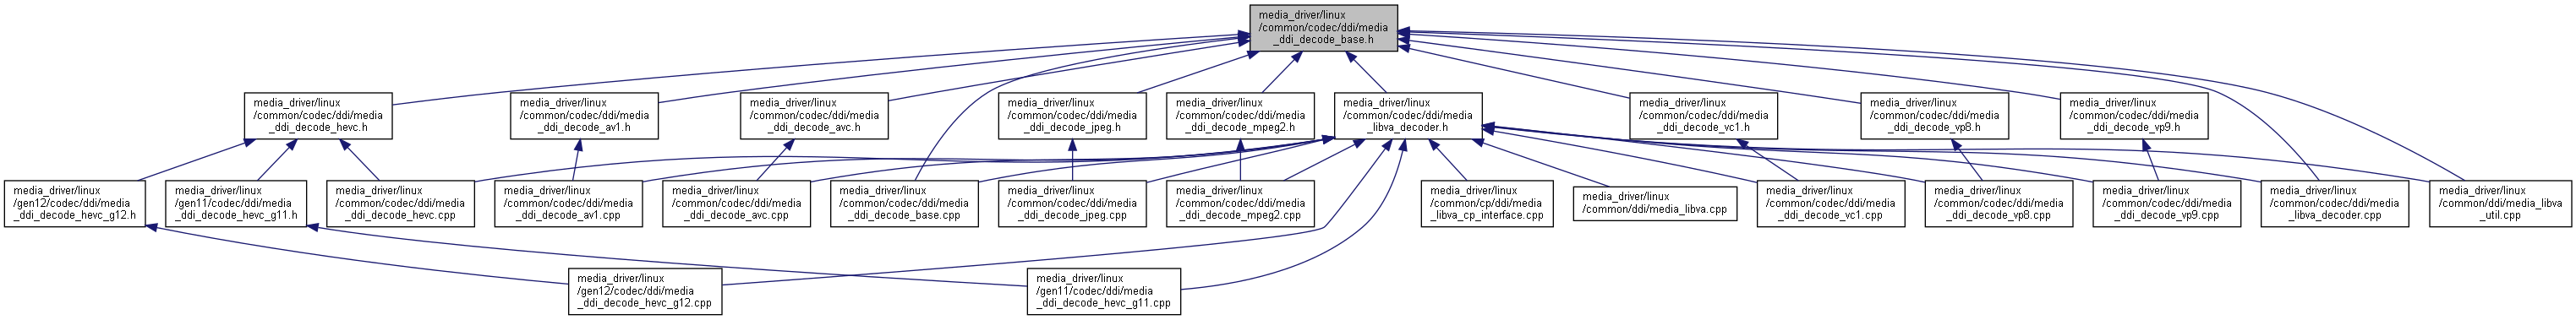 media_driver/linux
/common/codec/ddi/media
_ddi_decode_base.h
media_driver/linux
/common/codec/ddi/media
_ddi_decode_hevc.h
media_driver/linux
/common/codec/ddi/media
_ddi_decode_av1.h
media_driver/linux
/common/codec/ddi/media
_ddi_decode_avc.h
media_driver/linux
/common/codec/ddi/media
_ddi_decode_jpeg.h
media_driver/linux
/common/codec/ddi/media
_ddi_decode_mpeg2.h
media_driver/linux
/common/codec/ddi/media
_libva_decoder.h
media_driver/linux
/common/codec/ddi/media
_ddi_decode_vc1.h
media_driver/linux
/common/codec/ddi/media
_ddi_decode_vp8.h
media_driver/linux
/common/codec/ddi/media
_ddi_decode_vp9.h
media_driver/linux
/gen12/codec/ddi/media
_ddi_decode_hevc_g12.h
media_driver/linux
/gen11/codec/ddi/media
_ddi_decode_hevc_g11.h
media_driver/linux
/common/codec/ddi/media
_ddi_decode_hevc.cpp
media_driver/linux
/common/codec/ddi/media
_ddi_decode_av1.cpp
media_driver/linux
/common/codec/ddi/media
_ddi_decode_avc.cpp
media_driver/linux
/common/codec/ddi/media
_ddi_decode_base.cpp
media_driver/linux
/common/codec/ddi/media
_ddi_decode_jpeg.cpp
media_driver/linux
/common/codec/ddi/media
_ddi_decode_mpeg2.cpp
media_driver/linux
/common/cp/ddi/media
_libva_cp_interface.cpp
media_driver/linux
/common/ddi/media_libva.cpp
media_driver/linux
/common/codec/ddi/media
_ddi_decode_vc1.cpp
media_driver/linux
/common/codec/ddi/media
_ddi_decode_vp8.cpp
media_driver/linux
/common/codec/ddi/media
_ddi_decode_vp9.cpp
media_driver/linux
/common/codec/ddi/media
_libva_decoder.cpp
media_driver/linux
/common/ddi/media_libva
_util.cpp
media_driver/linux
/gen12/codec/ddi/media
_ddi_decode_hevc_g12.cpp
media_driver/linux
/gen11/codec/ddi/media
_ddi_decode_hevc_g11.cpp